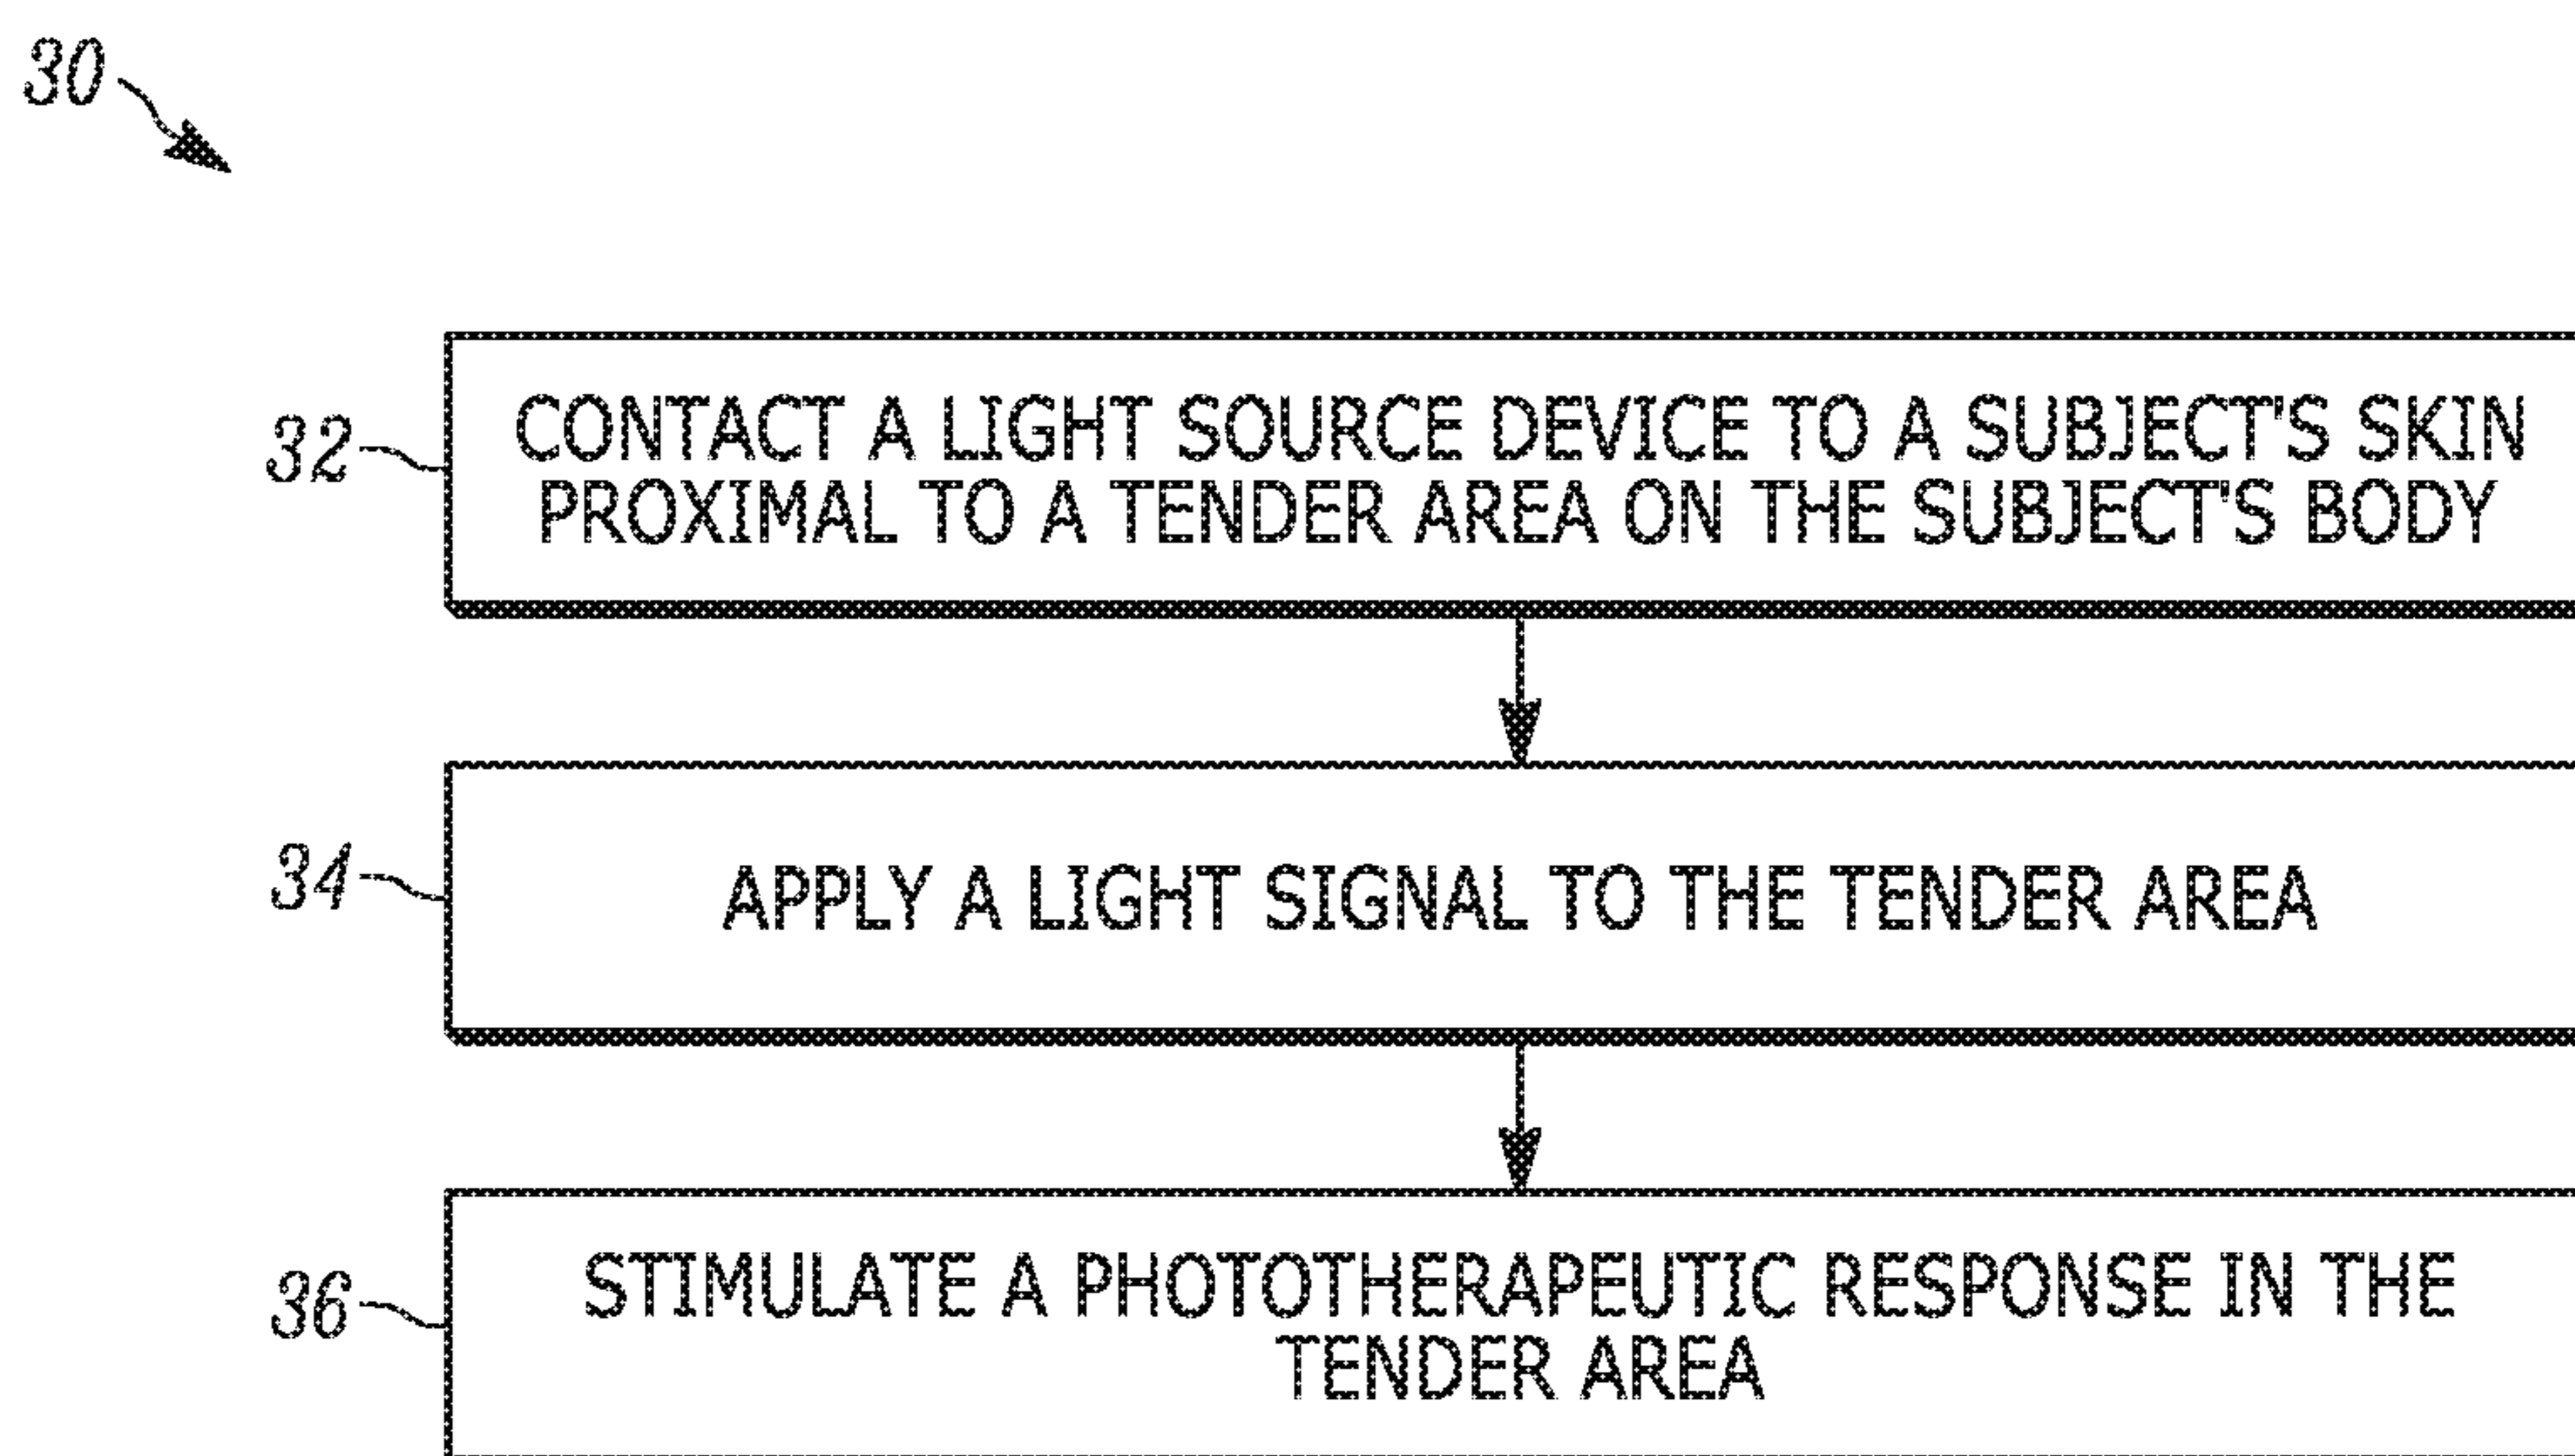 30
32
CONTACT A LIGHT SOURCE DEVICE TO A SUBJECT'S SKIN
PROXIMAL TO A TENDER AREA ON THE SUBJECT'S BODY
34
APPLY A LIGHT SIGNAL TO THE TENDER AREA
36
STIMULATE A PHOTOTHERAPEUTIC RESPONSE IN THE
TENDER AREA